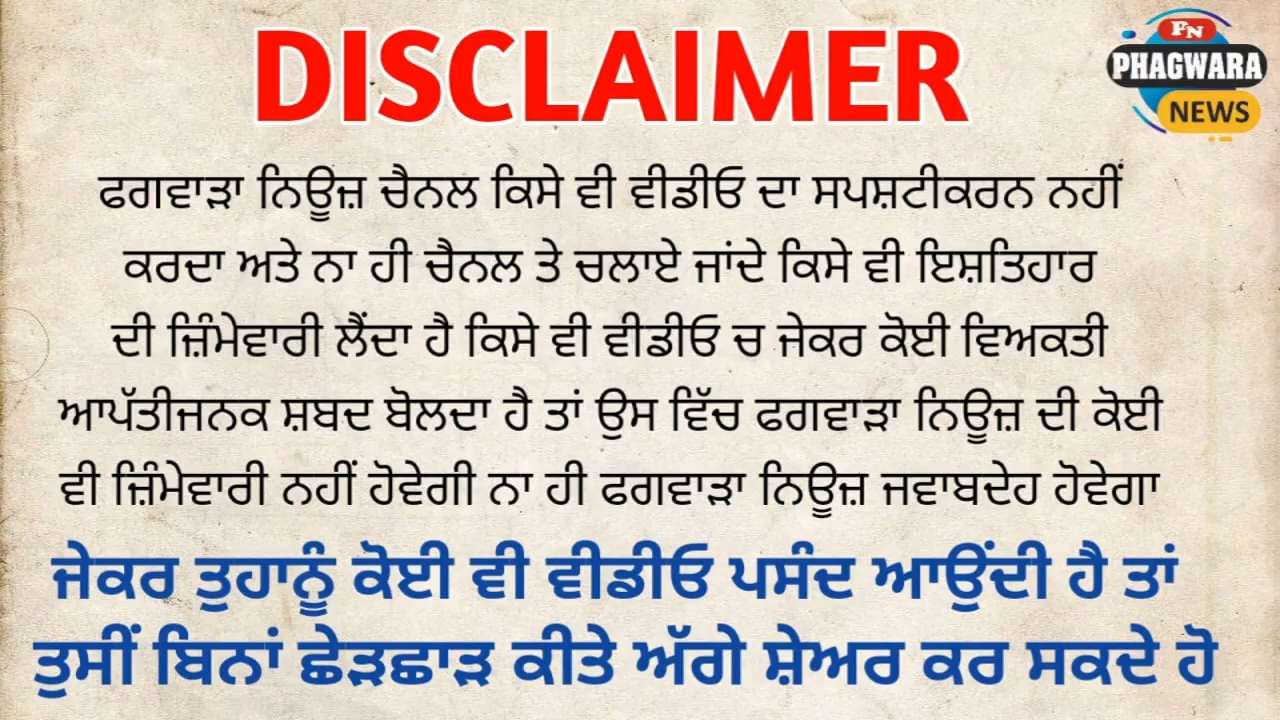 DISCLAIMER
PN
PHAGWARA
NEWS
ਫਗਵਾੜਾ ਨਿਊਜ਼ ਚੈਨਲ ਕਿਸੇ ਵੀ ਵੀਡੀਓ ਦਾ ਸਪਸ਼ਟੀਕਰਨ ਨਹੀਂ
ਕਰਦਾ ਅਤੇ ਨਾ ਹੀ ਚੈਨਲ ਤੇ ਚਲਾਏ ਜਾਂਦੇ ਕਿਸੇ ਵੀ ਇਸ਼ਤਿਹਾਰ
ਦੀ ਜ਼ਿੰਮੇਵਾਰੀ ਲੈਂਦਾ ਹੈ ਕਿਸੇ ਵੀ ਵੀਡੀਓ ਚ ਜੇਕਰ ਕੋਈ ਵਿਅਕਤੀ
ਆਪੱਤੀਜਨਕ ਸ਼ਬਦ ਬੋਲਦਾ ਹੈ ਤਾਂ ਉਸ ਵਿੱਚ ਫਗਵਾੜਾ ਨਿਊਜ਼ ਦੀ ਕੋਈ
ਵੀ ਜ਼ਿੰਮੇਵਾਰੀ ਨਹੀਂ ਹੋਵੇਗੀ ਨਾ ਹੀ ਫਗਵਾੜਾ ਨਿਊਜ਼ ਜਵਾਬਦੇਹ ਹੋਵੇਗਾ
ਜੇਕਰ ਤੁਹਾਨੂੰ ਕੋਈ ਵੀ ਵੀਡੀਓ ਪਸੰਦ ਆਉਂਦੀ ਹੈ ਤਾਂ
ਤੁਸੀਂ ਬਿਨਾਂ ਛੇੜਛਾੜ ਕੀਤੇ ਅੱਗੇ ਸ਼ੇਅਰ ਕਰ ਸਕਦੇ ਹੋ